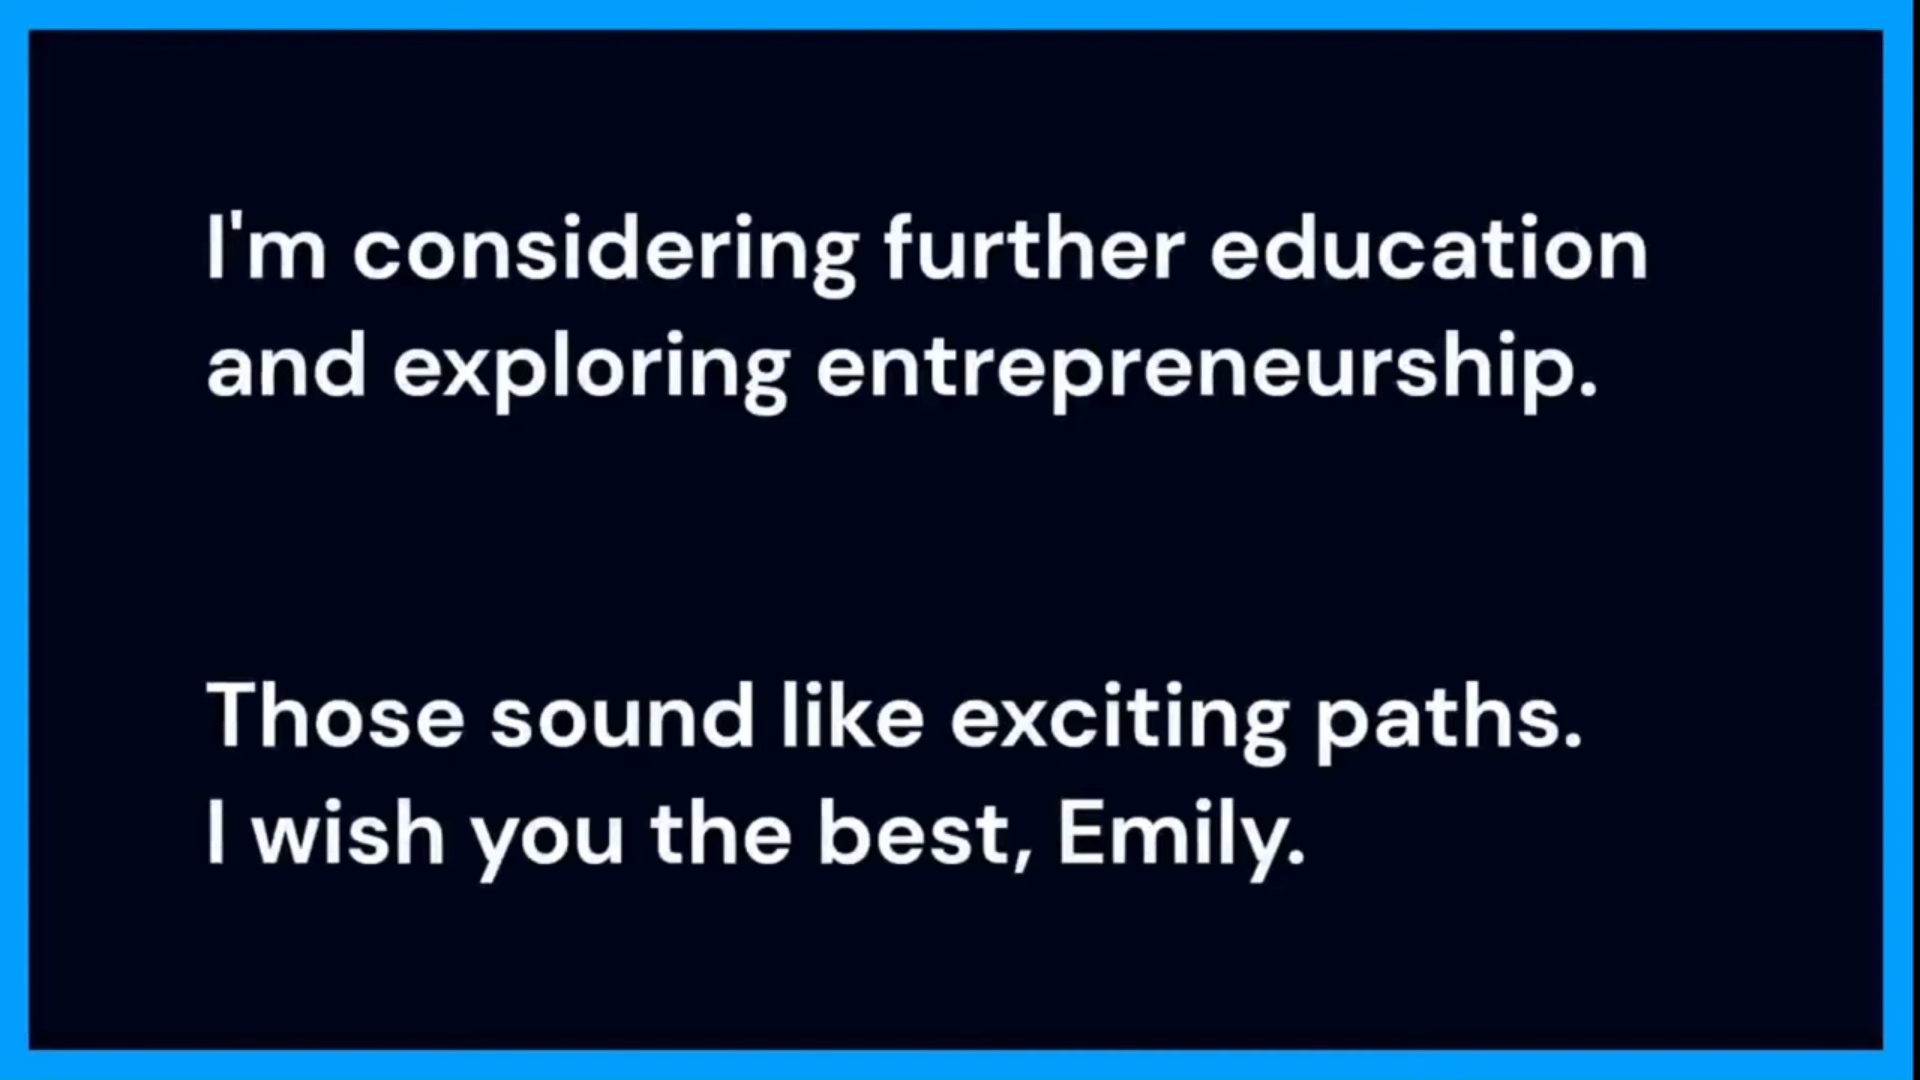 I'm considering further education
and exploring entrepreneurship.
Those sound like exciting paths.
I wish you the best, Emily.